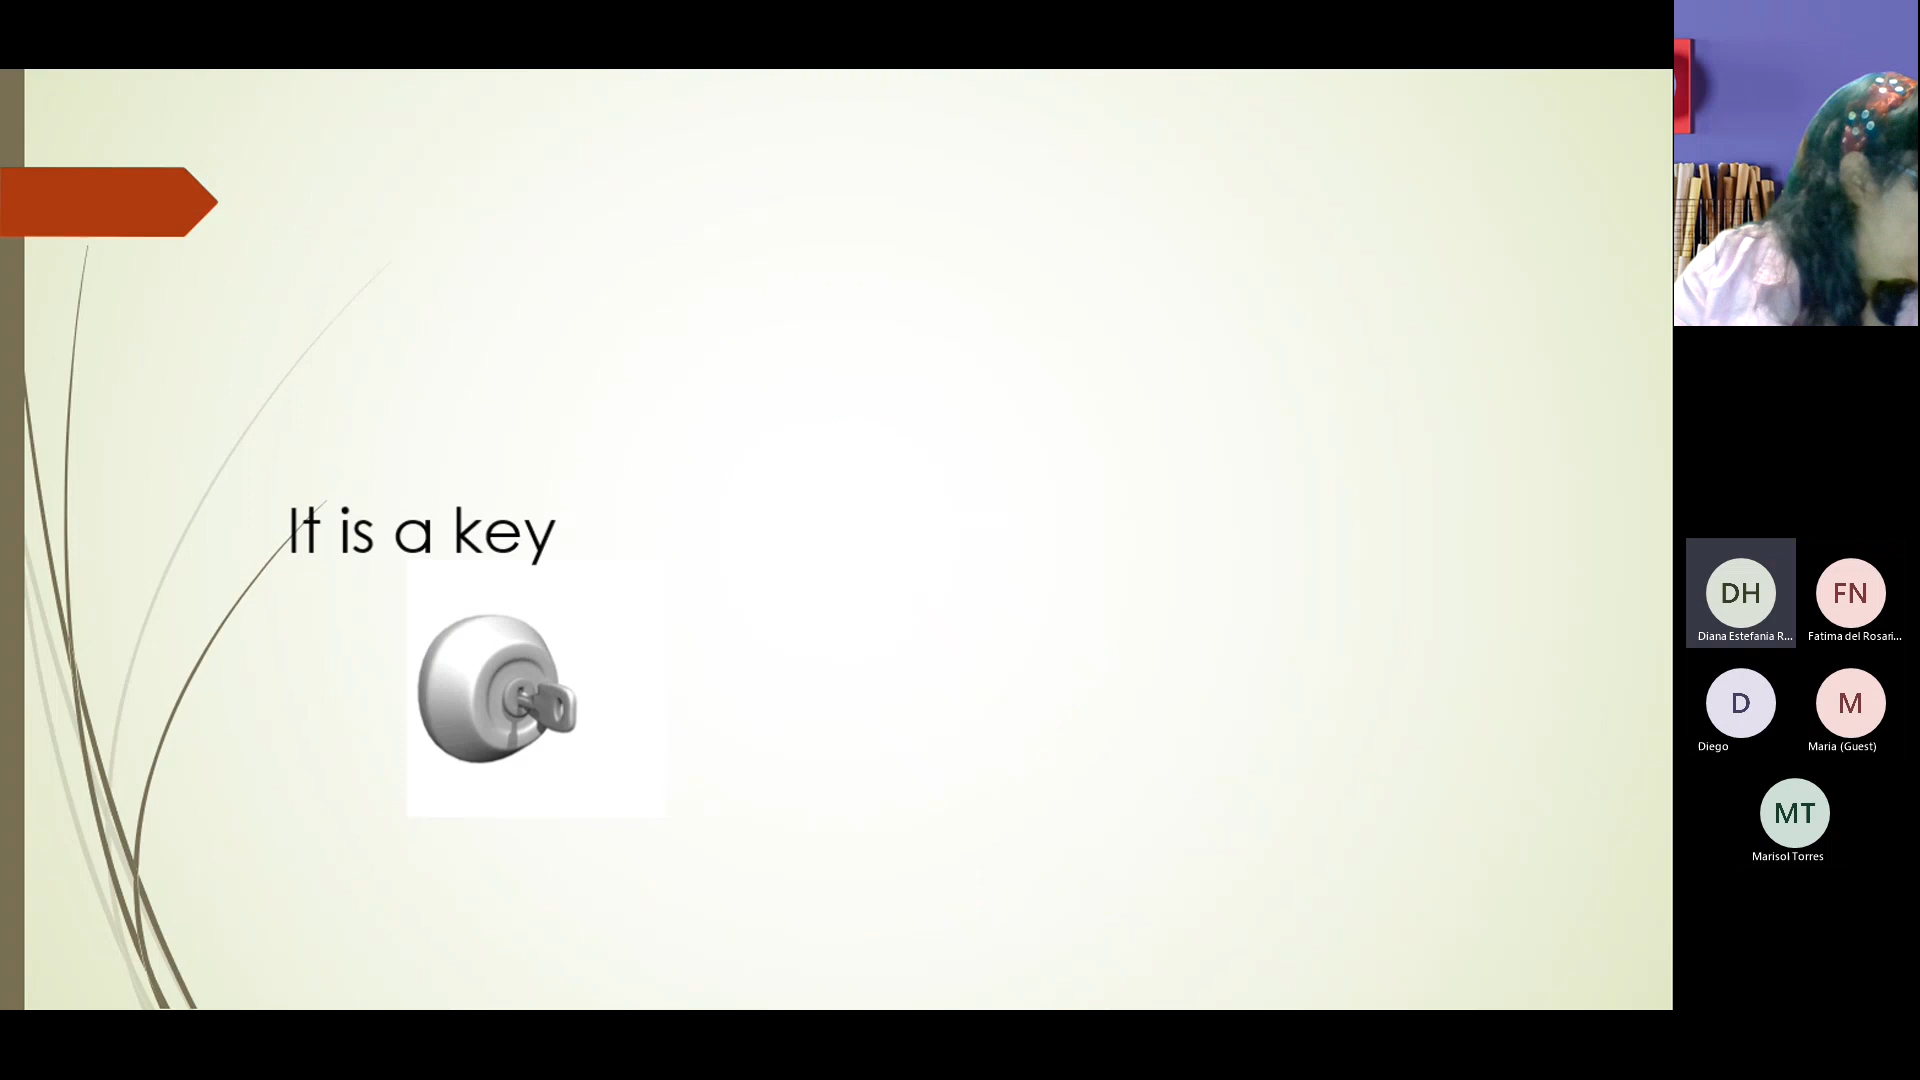 It is a key
DH
FN
Diana Estefania R...
Fatima del Rosari...
D
M
Diego
Maria (Guest)
MT
Marisol Torres